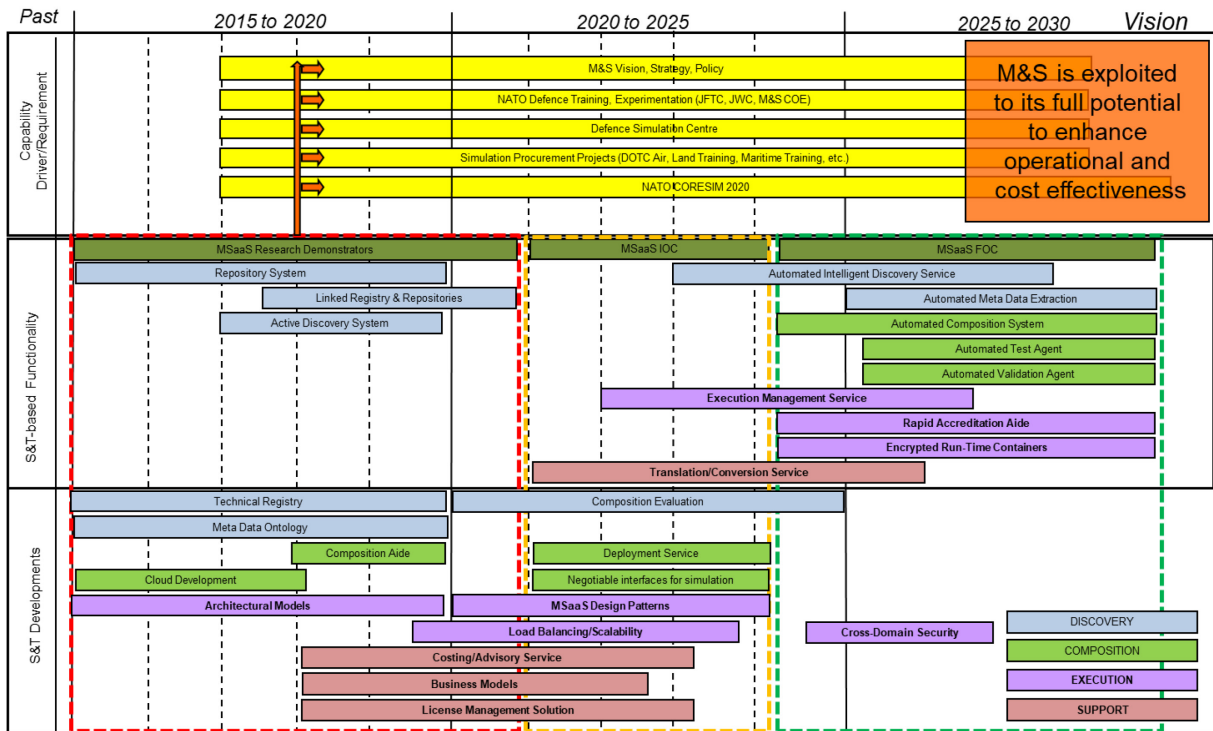 Past
2015 to 2020
2020 to 2025
2025 to 2030
Vision
Capability
Driver/Requirement
M&S Vision, Strategy, Policy
NATO Defence Training, Experimentation (JFTC, JWC, M&S COE)
Defence Simulation Centre
Simulation Procurement Projects (DOTC Air, Land Training, Maritime Training, etc.)
NATO CORESIM 2020
M&S is exploited
to its full potential
to enhance
operational and
cost effectiveness
S&T-based Functionality
MSaaS Research Demonstrators
MSaaS IOC
MSaaS FOC
Repository System
Automated Intelligent Discovery Service
Linked Registry & Repositories
Automated Meta Data Extraction
Active Discovery System
Automated Composition System
Automated Test Agent
Automated Validation Agent
Execution Management Service
Rapid Accreditation Aide
Encrypted Run-Time Containers
Translation/Conversion Service
S&T Developments
Technical Registry
Composition Evaluation
Meta Data Ontology
Composition Aide
Deployment Service
Cloud Development
Negotiable interfaces for simulation
Architectural Models
MSaaS Design Patterns
Load Balancing/Scalability
Cross-Domain Security
Costing/Advisory Service
Business Models
License Management Solution
DISCOVERY
COMPOSITION
EXECUTION
SUPPORT